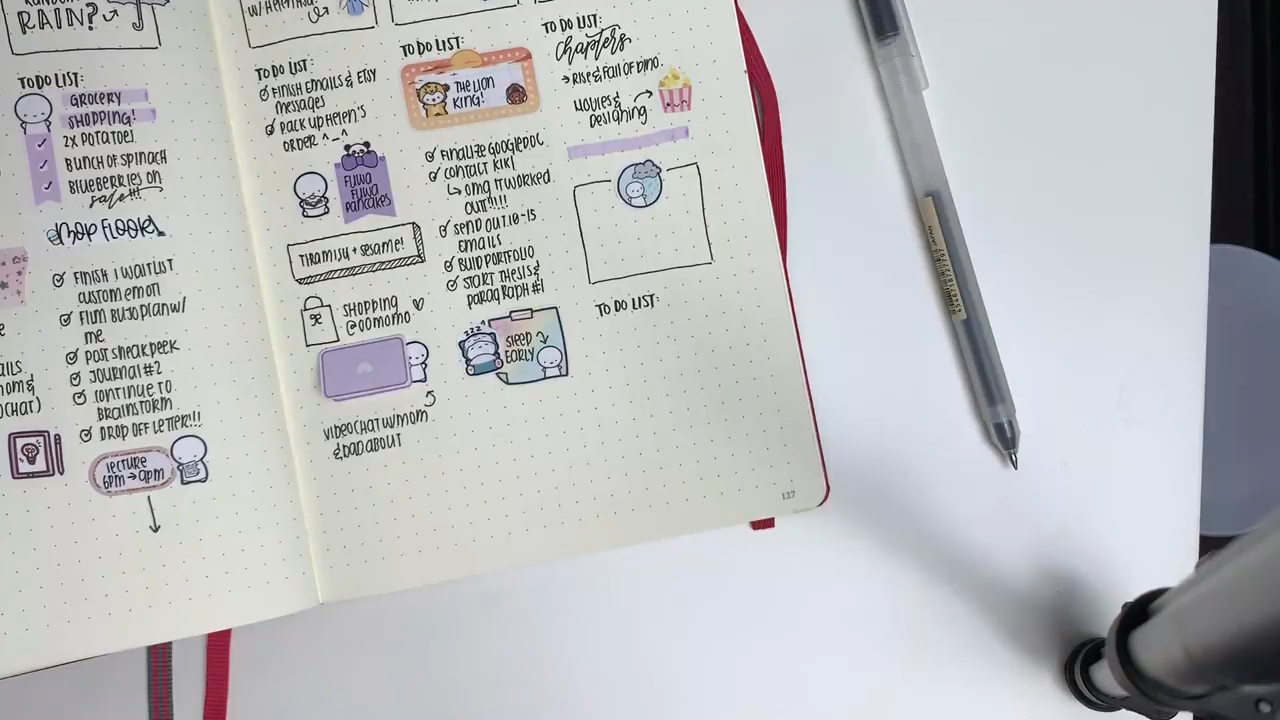 RAIN?
TO DO LIST:
GROCERY
SHOPPING!
2X POTATOES
BUNCH OF SPINACH
BLUEBERRIES ON
sale!!!
FINISH 1 WAITLIST
CUSTOM EMOTI
FILM BUJO PLAN W/
ME
POST SNEAK PEEK
JOURNAL #2
CONTINUE TO
BRAINSTORM
DROP OFF LETTER!!!
LECTURE
6PM → 9PM
TO DO LIST:
FINISH EMAILS & ETSY
MESSAGES
PACK UP HELEN'S
ORDER ^_^
FUWA
FUWA
PANCAKES
TIRAMISU + SESAME!
SHOPPING
@ OOMOMO
VIDEO CHAT W/ MOM
& DAD ABOUT
TO DO LIST:
THE LION
KING!
FINALIZE GOOGLE DOC
CONTACT KIKI
OMG IT WORKED
OUT!!!!!
SEND OUT 10-15
EMAILS
BUILD PORTFOLIO
START THESIS &
PARAGRAPH #1
zzz
SLEEP
EARLY
TO DO LIST:
chapters
→ RISE & FALL OF DINO.
MOVIES &
DESIGNING
TO DO LIST:
127